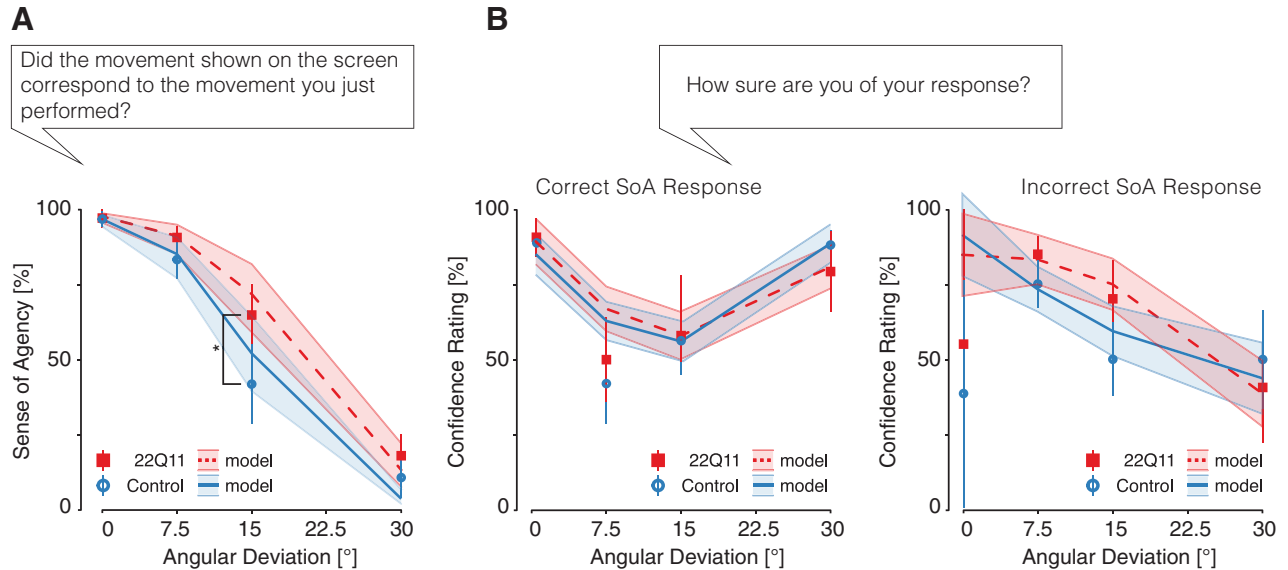 A
B
Did the movement shown on the screen
correspond to the movement you just
performed?
How sure are you of your response?
Sense of Agency [%]
100
50
0
*
22Q11 model
Control model
0 7.5 15 22.5 30
Angular Deviation [°]
Correct SoA Response
Confidence Rating [%]
100
50
0
22Q11 model
Control model
0 7.5 15 22.5 30
Angular Deviation [°]
Incorrect SoA Response
Confidence Rating [%]
100
50
0
22Q11 model
Control model
0 7.5 15 22.5 30
Angular Deviation [°]